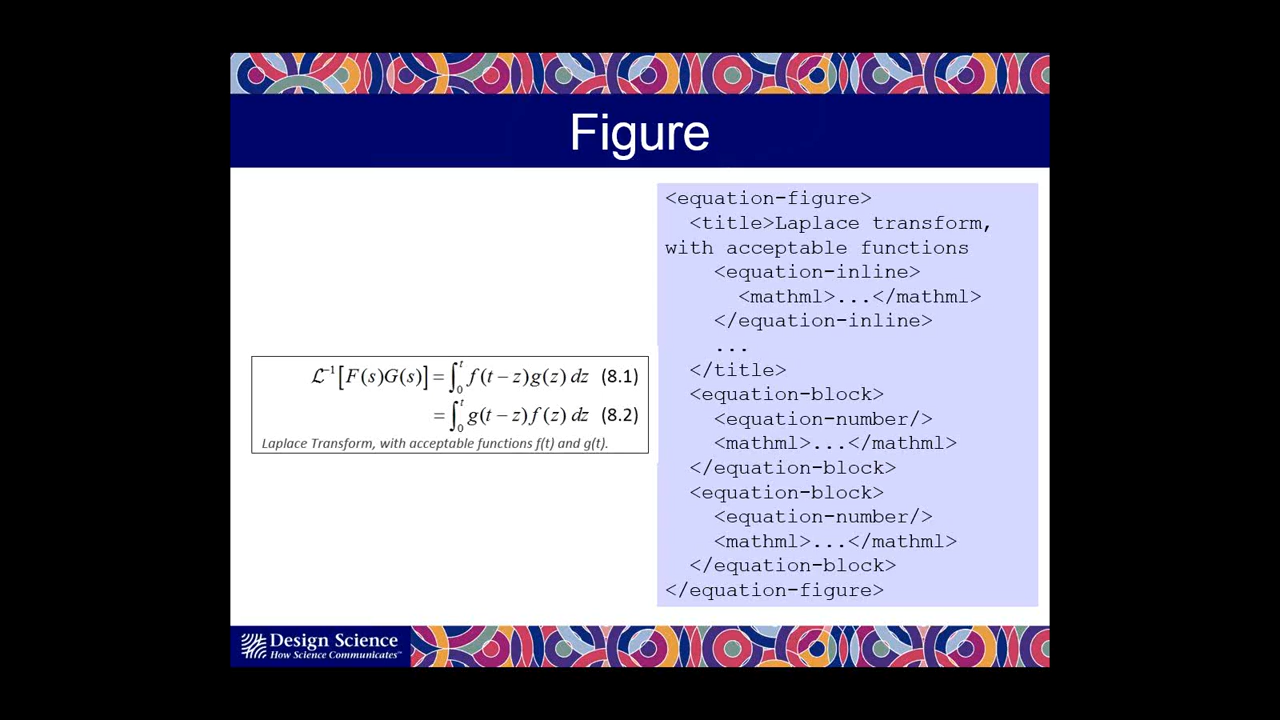 Figure
ℒ⁻¹[F(s)G(s)] = ∫₀ᵗ f(t − z)g(z) dz (8.1)
= ∫₀ᵗ g(t − z)f(z) dz (8.2)
Laplace Transform, with acceptable functions f(t) and g(t).
<equation-figure>
<title>Laplace transform,
with acceptable functions
<equation-inline>
<mathml>...</mathml>
</equation-inline>
...
</title>
<equation-block>
<equation-number/>
<mathml>...</mathml>
</equation-block>
<equation-block>
<equation-number/>
<mathml>...</mathml>
</equation-block>
</equation-figure>
Design Science
How Science Communicates™